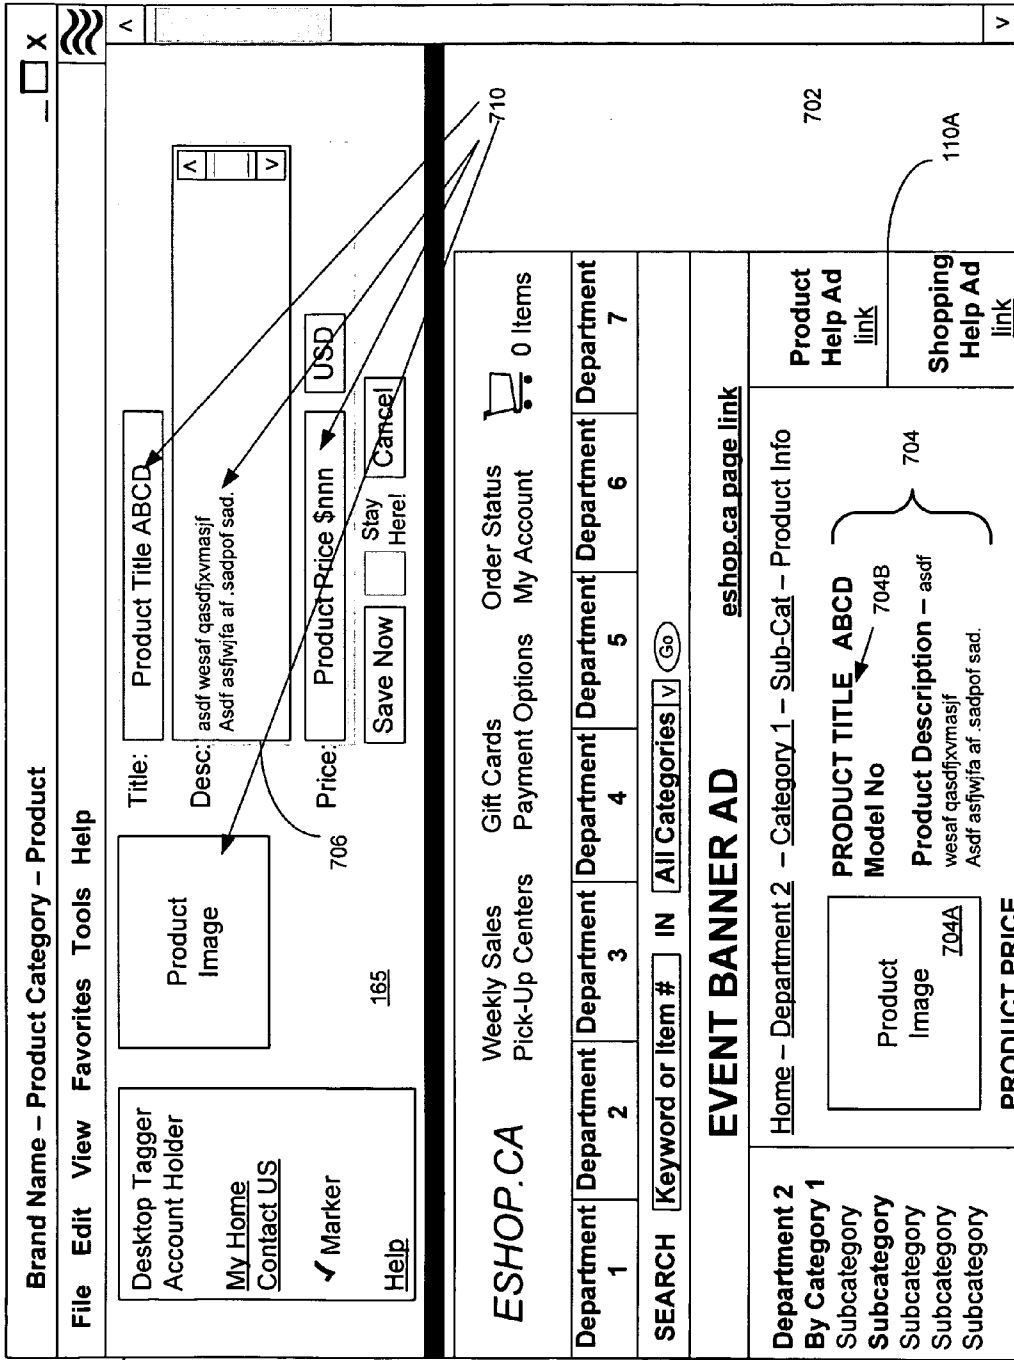 Brand Name – Product Category – Product
_ X
File Edit View Favorites Tools Help
Desktop Tagger
Account Holder
My Home
Contact US
Marker
Help
Product
Image
165
Title:
Product Title ABCD
Desc:
asdf wesaf qasdfjxvmasjf
Asdf asfjwjfa af .sadpof sad.
Price:
Product Price $nnn
USD
Save Now
Stay
Here!
Cancel
706
710
702
ESHOP.CA
Weekly Sales
Pick-Up Centers
Gift Cards
Payment Options
Order Status
My Account
0 Items
Department
1
Department
2
Department
3
Department
4
Department
5
Department
6
Department
7
SEARCH Keyword or Item # IN All Categories V Go
EVENT BANNER AD
eshop.ca page link
Department 2
By Category 1
Subcategory
Subcategory
Subcategory
Subcategory
Subcategory
Home – Department 2 – Category 1 – Sub-Cat – Product Info
Product
Image
704A
PRODUCT PRICE
PRODUCT TITLE ABCD
Model No
704B
Product Description – asdf
wesaf qasdfjxvmasjf
Asdf asfjwjfa af .sadpof sad.
704
Product
Help Ad
link
110A
Shopping
Help Ad
link